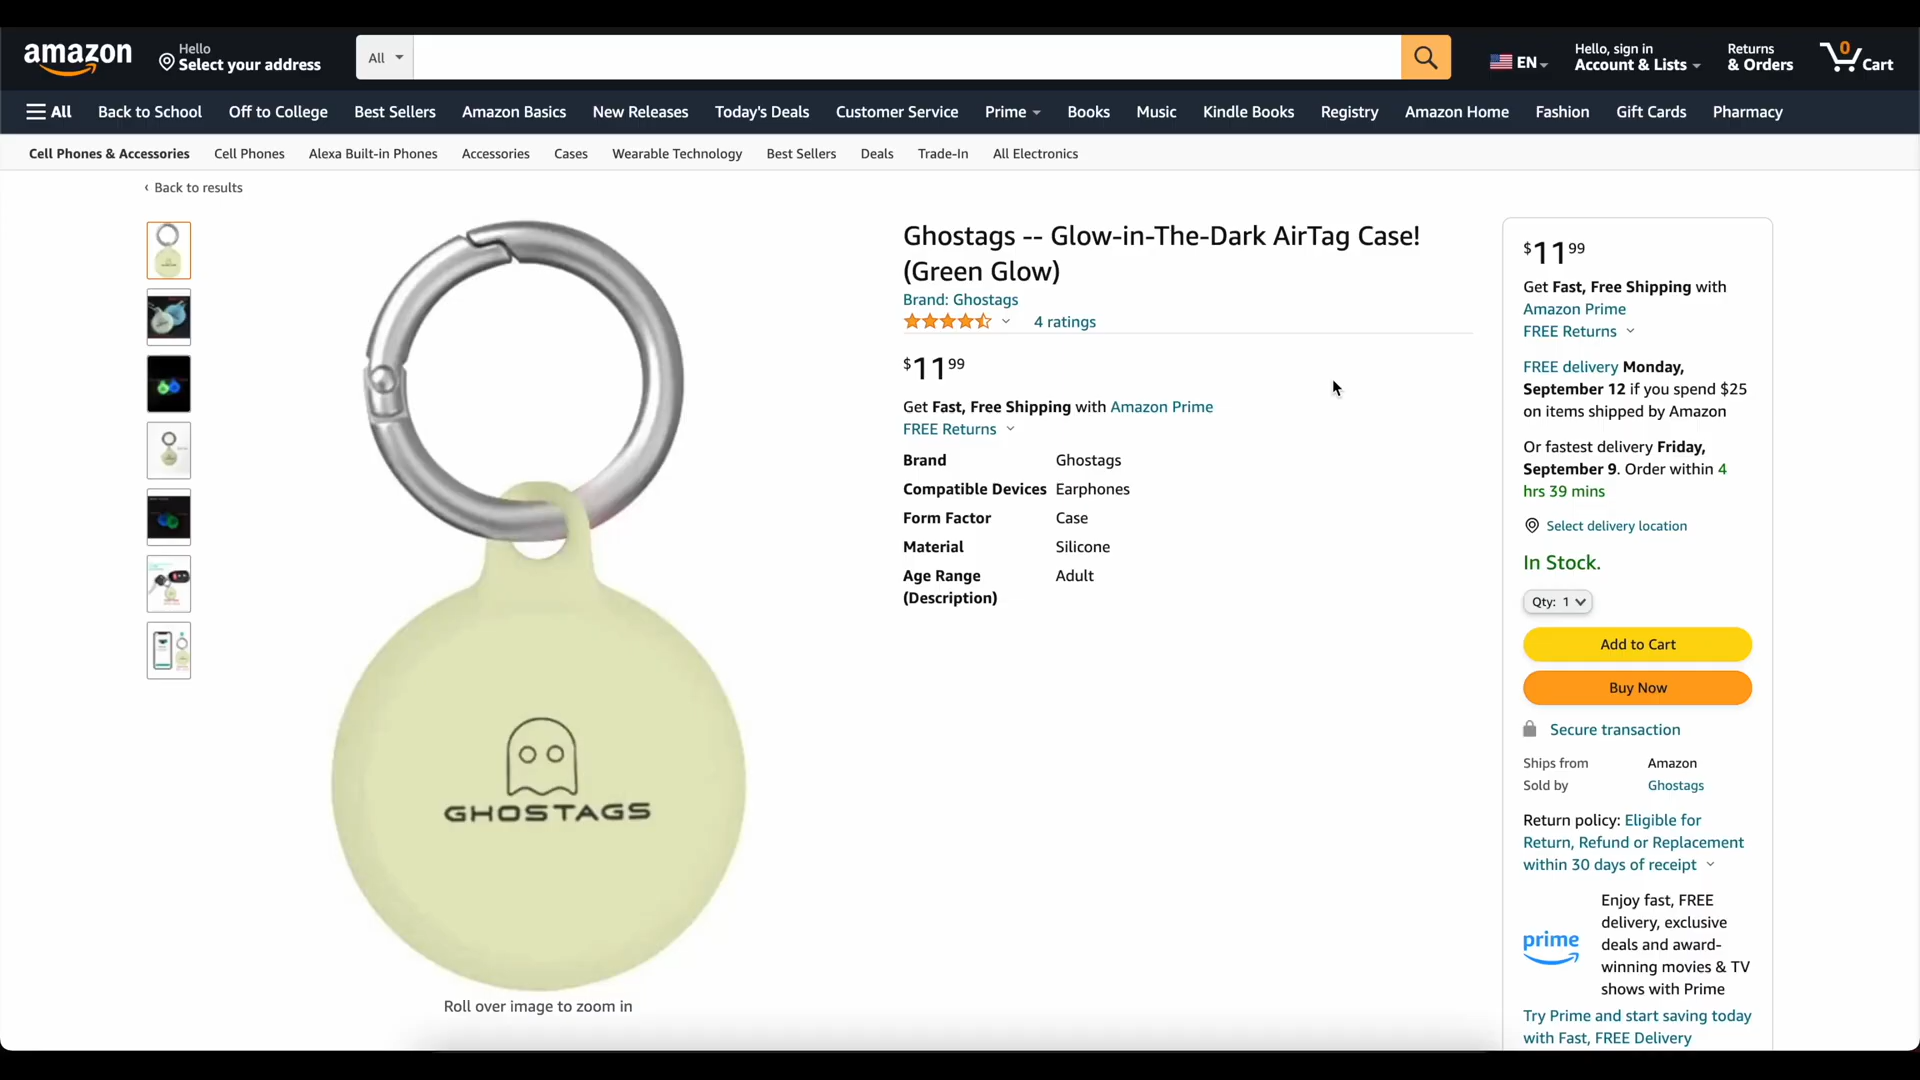 amazon
Hello
Select your address
All
EN
Hello, sign in
Account & Lists
Returns
& Orders
0
Cart
All
Back to School
Off to College
Best Sellers
Amazon Basics
New Releases
Today's Deals
Customer Service
Prime
Books
Music
Kindle Books
Registry
Amazon Home
Fashion
Gift Cards
Pharmacy
Cell Phones & Accessories
Cell Phones
Alexa Built-in Phones
Accessories
Cases
Wearable Technology
Best Sellers
Deals
Trade-In
All Electronics
‹ Back to results
GHOSTAGS
Roll over image to zoom in
Ghostags -- Glow-in-The-Dark AirTag Case!
(Green Glow)
Brand: Ghostags
4 ratings
$11 99
Get Fast, Free Shipping with Amazon Prime
FREE Returns
Brand Ghostags
Compatible Devices Earphones
Form Factor Case
Material Silicone
Age Range Adult
(Description)
$11 99
Get Fast, Free Shipping with
Amazon Prime
FREE Returns
FREE delivery Monday,
September 12 if you spend $25
on items shipped by Amazon
Or fastest delivery Friday,
September 9. Order within 4
hrs 39 mins
Select delivery location
In Stock.
Qty: 1
Add to Cart
Buy Now
Secure transaction
Ships from Amazon
Sold by Ghostags
Return policy: Eligible for
Return, Refund or Replacement
within 30 days of receipt
prime
Enjoy fast, FREE
delivery, exclusive
deals and award-
winning movies & TV
shows with Prime
Try Prime and start saving today
with Fast, FREE Delivery